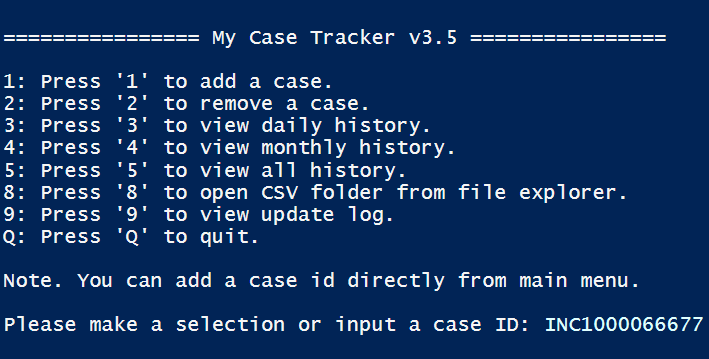 ================ My Case Tracker v3.5 ================
1: Press '1' to add a case.
2: Press '2' to remove a case.
3: Press '3' to view daily history.
4: Press '4' to view monthly history.
5: Press '5' to view all history.
8: Press '8' to open CSV folder from file explorer.
9: Press '9' to view update log.
Q: Press 'Q' to quit.
Note. You can add a case id directly from main menu.
Please make a selection or input a case ID: INC1000066677